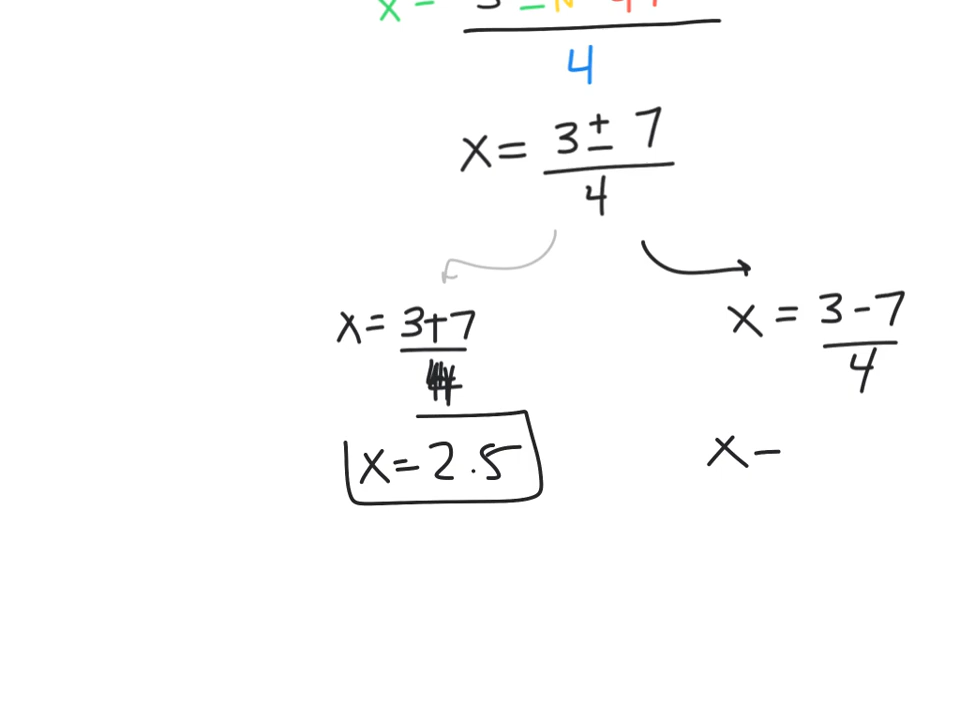 x =
4
x = 3 ± 7
4
x = 3+7
4
x = 2.5
x = 3 - 7
4
x -